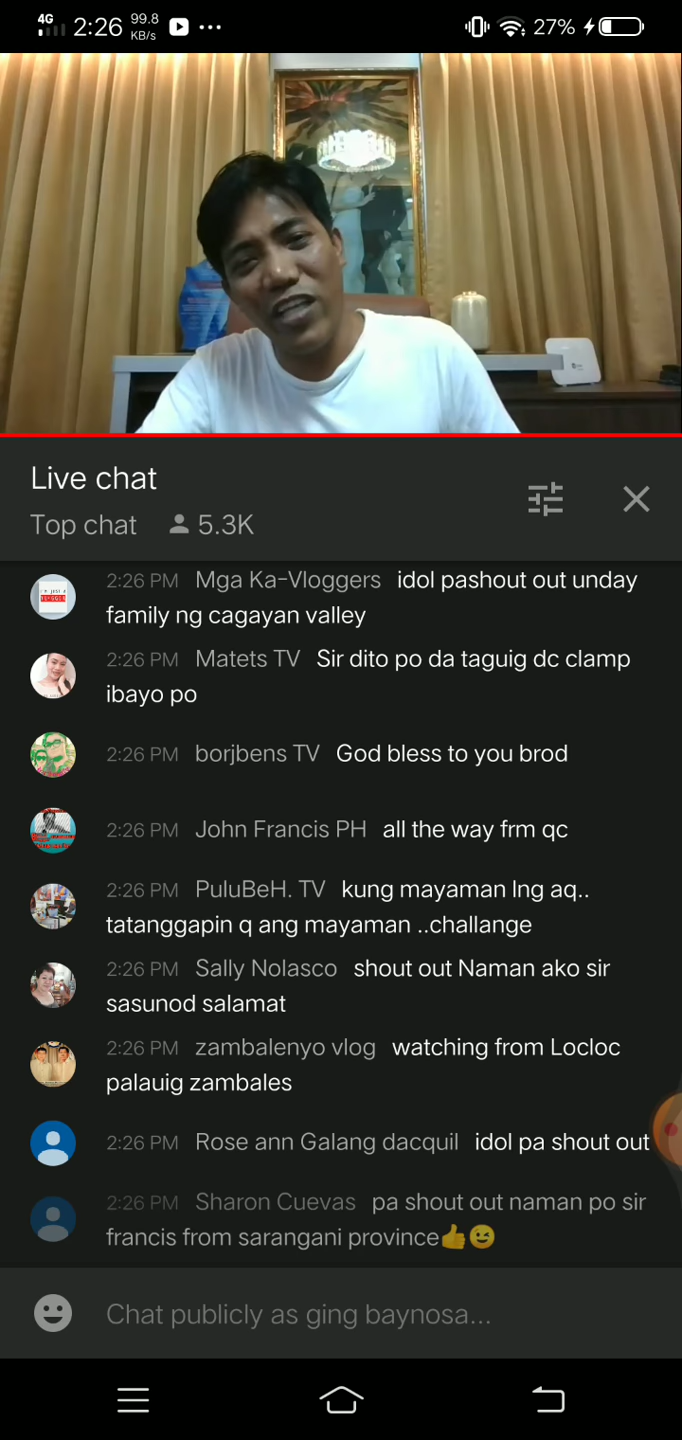 4G 2:26 99.8 KB/s 27%
Live chat
Top chat 5.3K
2:26 PM Mga Ka-Vloggers idol pashout out unday
family ng cagayan valley
2:26 PM Matets TV Sir dito po da taguig dc clamp
ibayo po
2:26 PM borjbens TV God bless to you brod
2:26 PM John Francis PH all the way frm qc
2:26 PM PuluBeH. TV kung mayaman lng aq..
tatanggapin q ang mayaman ..challange
2:26 PM Sally Nolasco shout out Naman ako sir
sasunod salamat
2:26 PM zambalenyo vlog watching from Locloc
palauig zambales
2:26 PM Rose ann Galang dacquil idol pa shout out
2:26 PM Sharon Cuevas pa shout out naman po sir
francis from sarangani province👍😉
Chat publicly as ging baynosa...